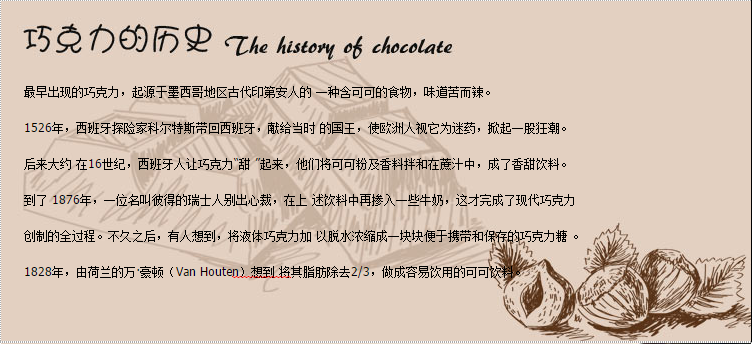 巧克力的历史 The history of chocolate
最早出现的巧克力，起源于墨西哥地区古代印第安人的 一种含可可的食物，味道苦而辣。
1526年，西班牙探险家科尔特斯带回西班牙，献给当时 的国王，使欧洲人视它为迷药，掀起一股狂潮。
后来大约 在16世纪，西班牙人让巧克力“甜 ”起来，他们将可可粉及香料拌和在蔗汁中，成了香甜饮料。
到了 1876年，一位名叫彼得的瑞士人别出心裁，在上 述饮料中再掺入一些牛奶，这才完成了现代巧克力
创制的全过程。不久之后，有人想到，将液体巧克力加 以脱水浓缩成一块块便于携带和保存的巧克力糖 。
1828年，由荷兰的万·豪顿（Van Houten）想到 将其脂肪除去2/3，做成容易饮用的可可饮料。